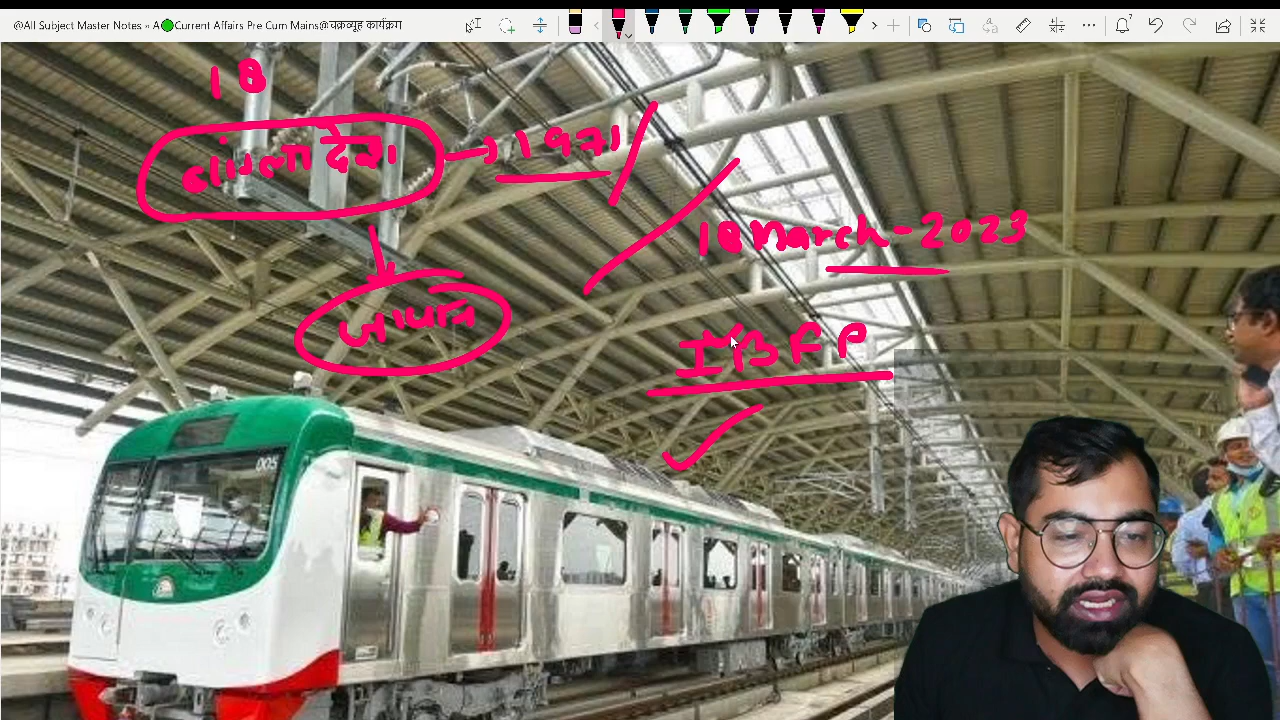 @All Subject Master Notes « A Current Affairs Pre Cum Mains@चक्रव्यूह कार्यक्रम
18
बांग्लादेश → 1971
18 March - 2023
जापान
IBFP
005